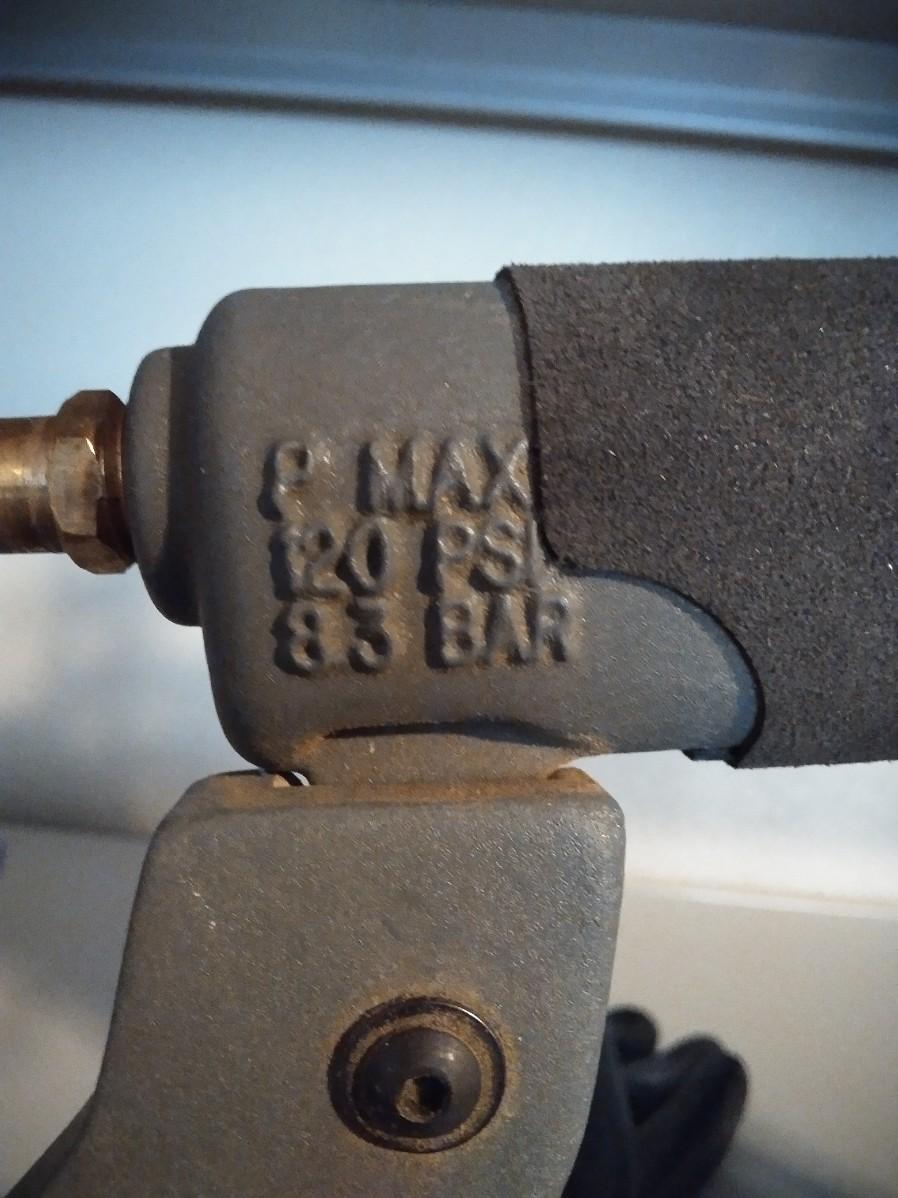 P MAX
120 PSI
8.3 BAR